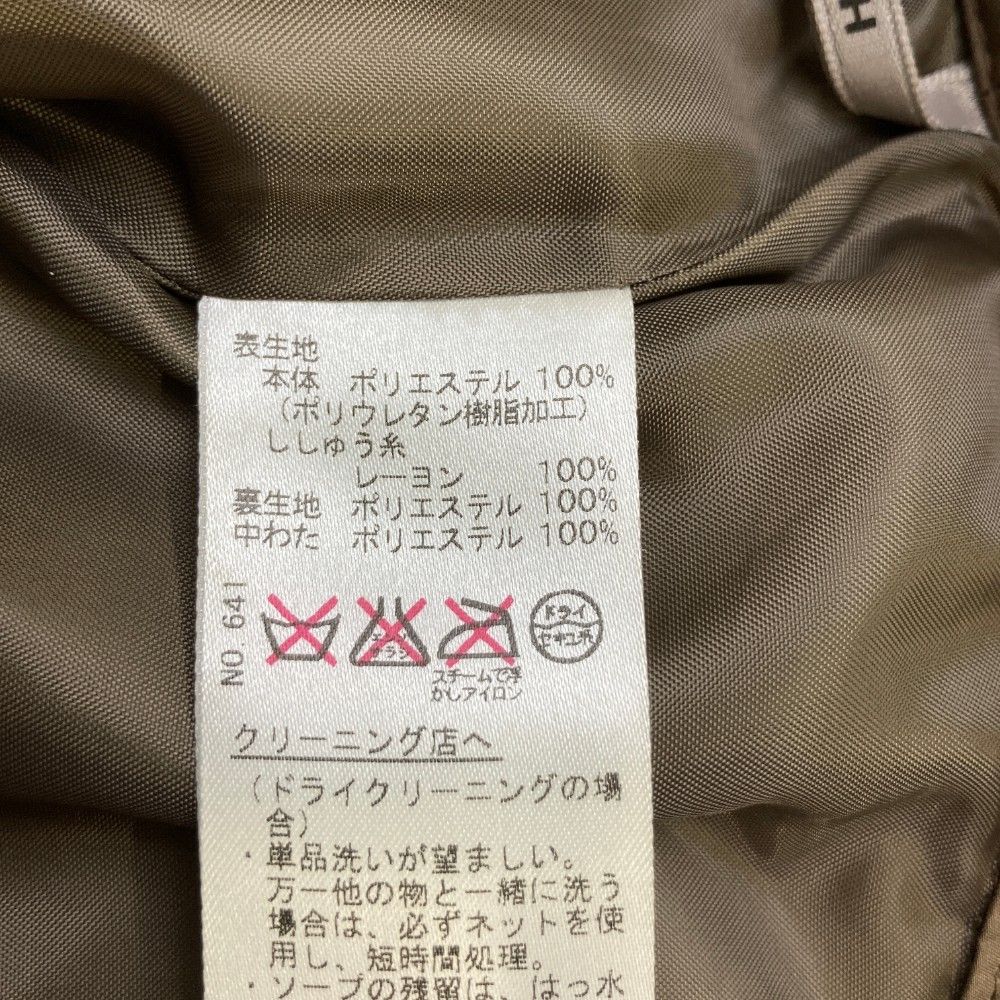 H
表生地
本体 ポリエステル 100%
(ポリウレタン樹脂加工)
ししゅう糸
レーヨン 100%
裏生地 ポリエステル 100%
中わた ポリエステル 100%
NO 641
エンソ
サラシ
ドライ
セキユ系
スチームで浮
かしアイロン
クリーニング店へ
(ドライクリーニングの場
合)
・単品洗いが望ましい。
万一他の物と一緒に洗う
場合は、必ずネットを使
用し、短時間処理。
・ソープの残留は、はっ水